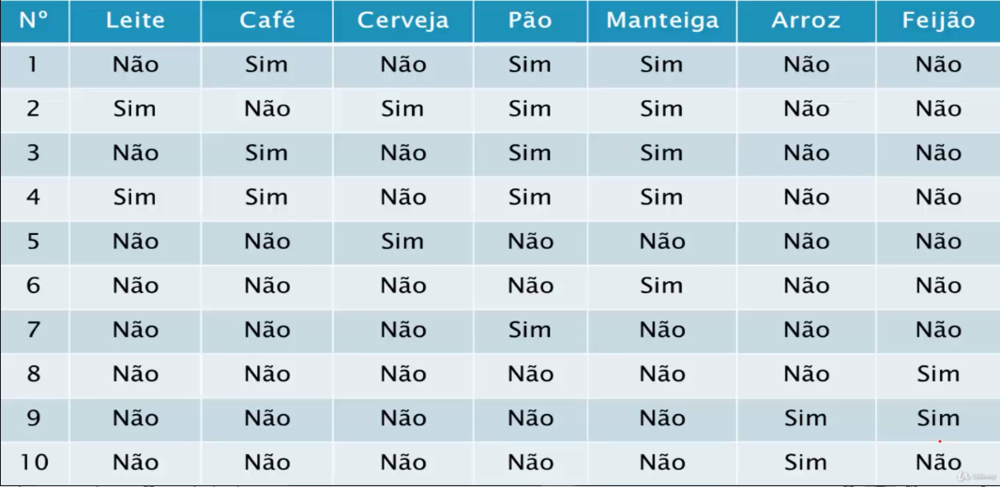 Nº Leite Café Cerveja Pão Manteiga Arroz Feijão
1 Não Sim Não Sim Sim Não Não
2 Sim Não Sim Sim Sim Não Não
3 Não Sim Não Sim Sim Não Não
4 Sim Sim Não Sim Sim Não Não
5 Não Não Sim Não Não Não Não
6 Não Não Não Não Sim Não Não
7 Não Não Não Sim Não Não Não
8 Não Não Não Não Não Não Sim
9 Não Não Não Não Não Sim Sim
10 Não Não Não Não Não Sim Não
Udemy